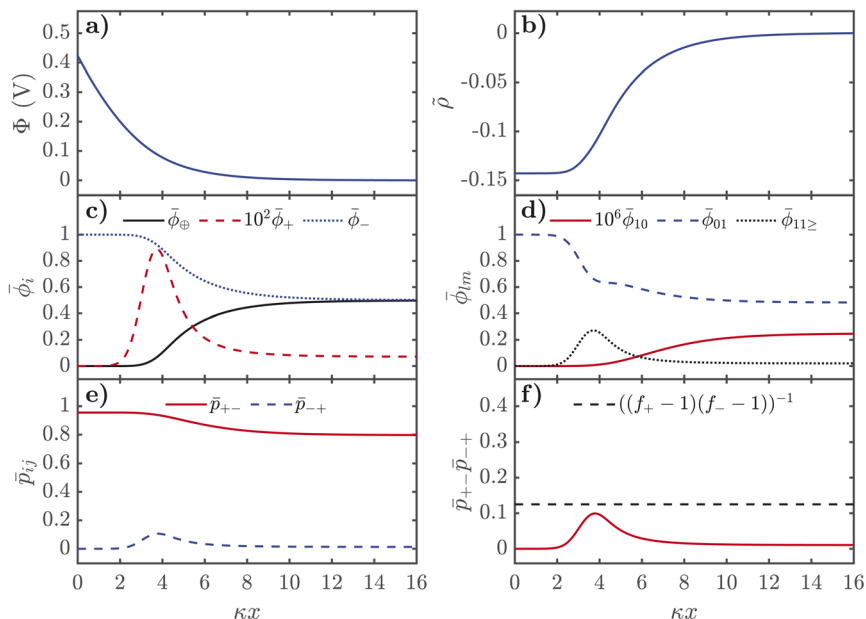 a)
0.5
0.4
0.3
0.2
0.1
0
Φ (V)
b)
0
-0.05
-0.1
-0.15
ρ̃
c)
ϕ̄⊕ 10²ϕ̄₊ ϕ̄₋
1
0.8
0.6
0.4
0.2
0
ϕ̄ᵢ
d)
10⁶ϕ̄₁₀ ϕ̄₀₁ ϕ̄₁₁≥
1
0.8
0.6
0.4
0.2
0
ϕ̄ₗₘ
e)
p̄₊₋ p̄₋₊
1
0.8
0.6
0.4
0.2
0
p̄ᵢⱼ
0 2 4 6 8 10 12 14 16
κx
f)
((f₊ − 1)(f₋ − 1))⁻¹
0.4
0.3
0.2
0.1
0
p̄₊₋p̄₋₊
0 2 4 6 8 10 12 14 16
κx